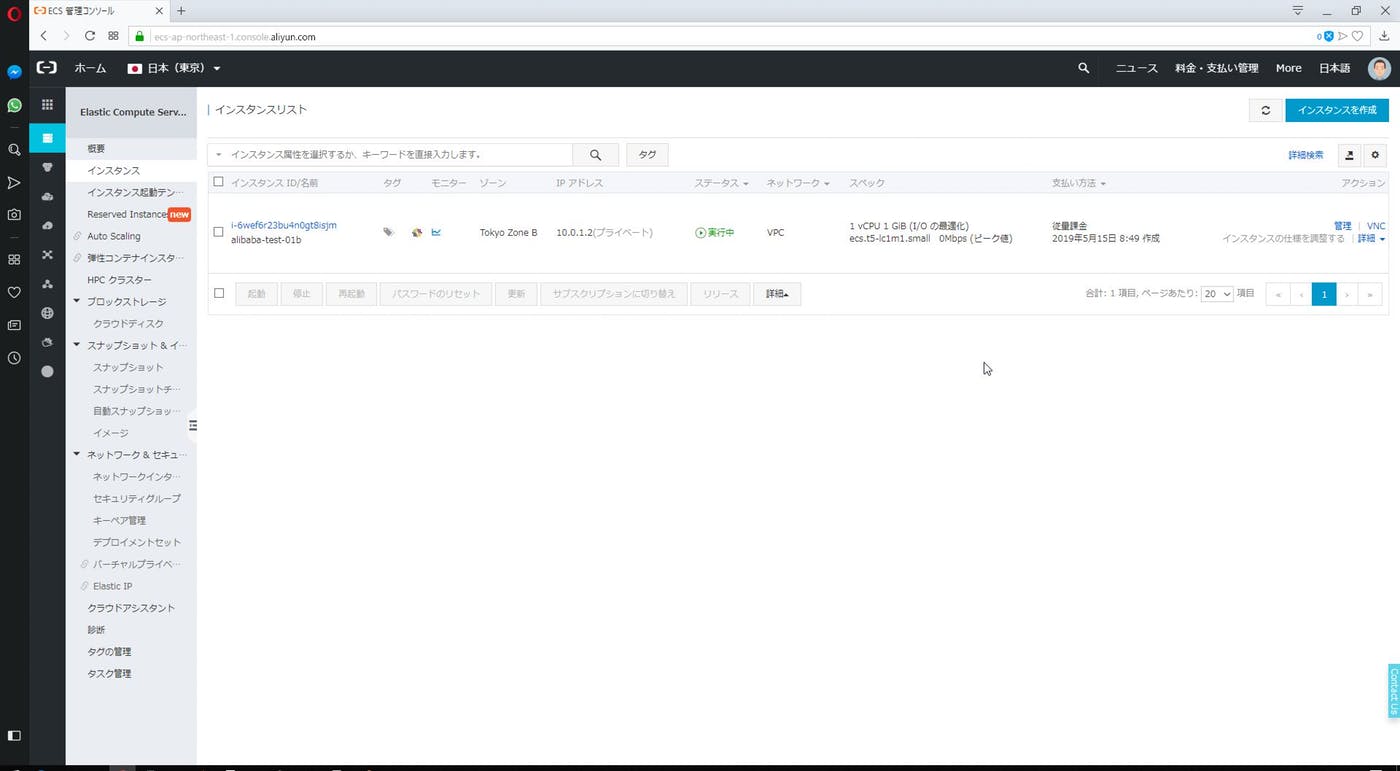 ECS 管理コンソール
ecs-ap-northeast-1.console.aliyun.com
0
ホーム
日本（東京）
ニュース
料金・支払い管理
More
日本語
Elastic Compute Serv...
概要
インスタンス
インスタンス起動テン…
Reserved Instances
new
Auto Scaling
弾性コンテナインスタ…
HPC クラスター
ブロックストレージ
クラウドディスク
スナップショット & イ…
スナップショット
スナップショットチ…
自動スナップショッ…
イメージ
ネットワーク & セキュ…
ネットワークインタ…
セキュリティグループ
キーペア管理
デプロイメントセット
バーチャルプライベ…
Elastic IP
クラウドアシスタント
診断
タグの管理
タスク管理
インスタンスリスト
インスタンスを作成
インスタンス属性を選択するか、キーワードを直接入力します。
タグ
詳細検索
インスタンス ID/名前 タグ モニター ゾーン IP アドレス ステータス ネットワーク スペック 支払い方法 アクション
i-6wef6r23bu4n0gt8isjm
alibaba-test-01b
Tokyo Zone B
10.0.1.2(プライベート)
実行中
VPC
1 vCPU 1 GiB (I/O の最適化)
ecs.t5-lc1m1.small 0Mbps (ピーク値)
従量課金
2019年5月15日 8:49 作成
管理 | VNC
インスタンスの仕様を調整する | 詳細
起動 停止 再起動 パスワードのリセット 更新 サブスクリプションに切り替え リリース 詳細
合計: 1 項目, ページあたり: 20 項目
« ‹ 1 › »
Contact Us